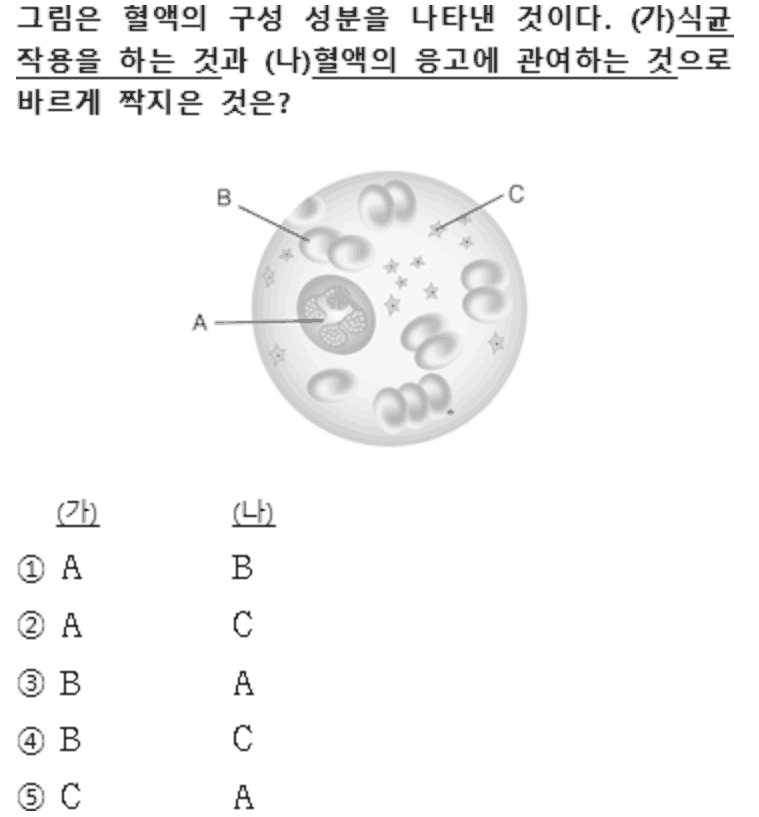 그림은 혈액의 구성 성분을 나타낸 것이다. (가)식균
작용을 하는 것과 (나)혈액의 응고에 관여하는 것으로
바르게 짝지은 것은?
B
C
A
(가) (나)
① A B
② A C
③ B A
④ B C
⑤ C A